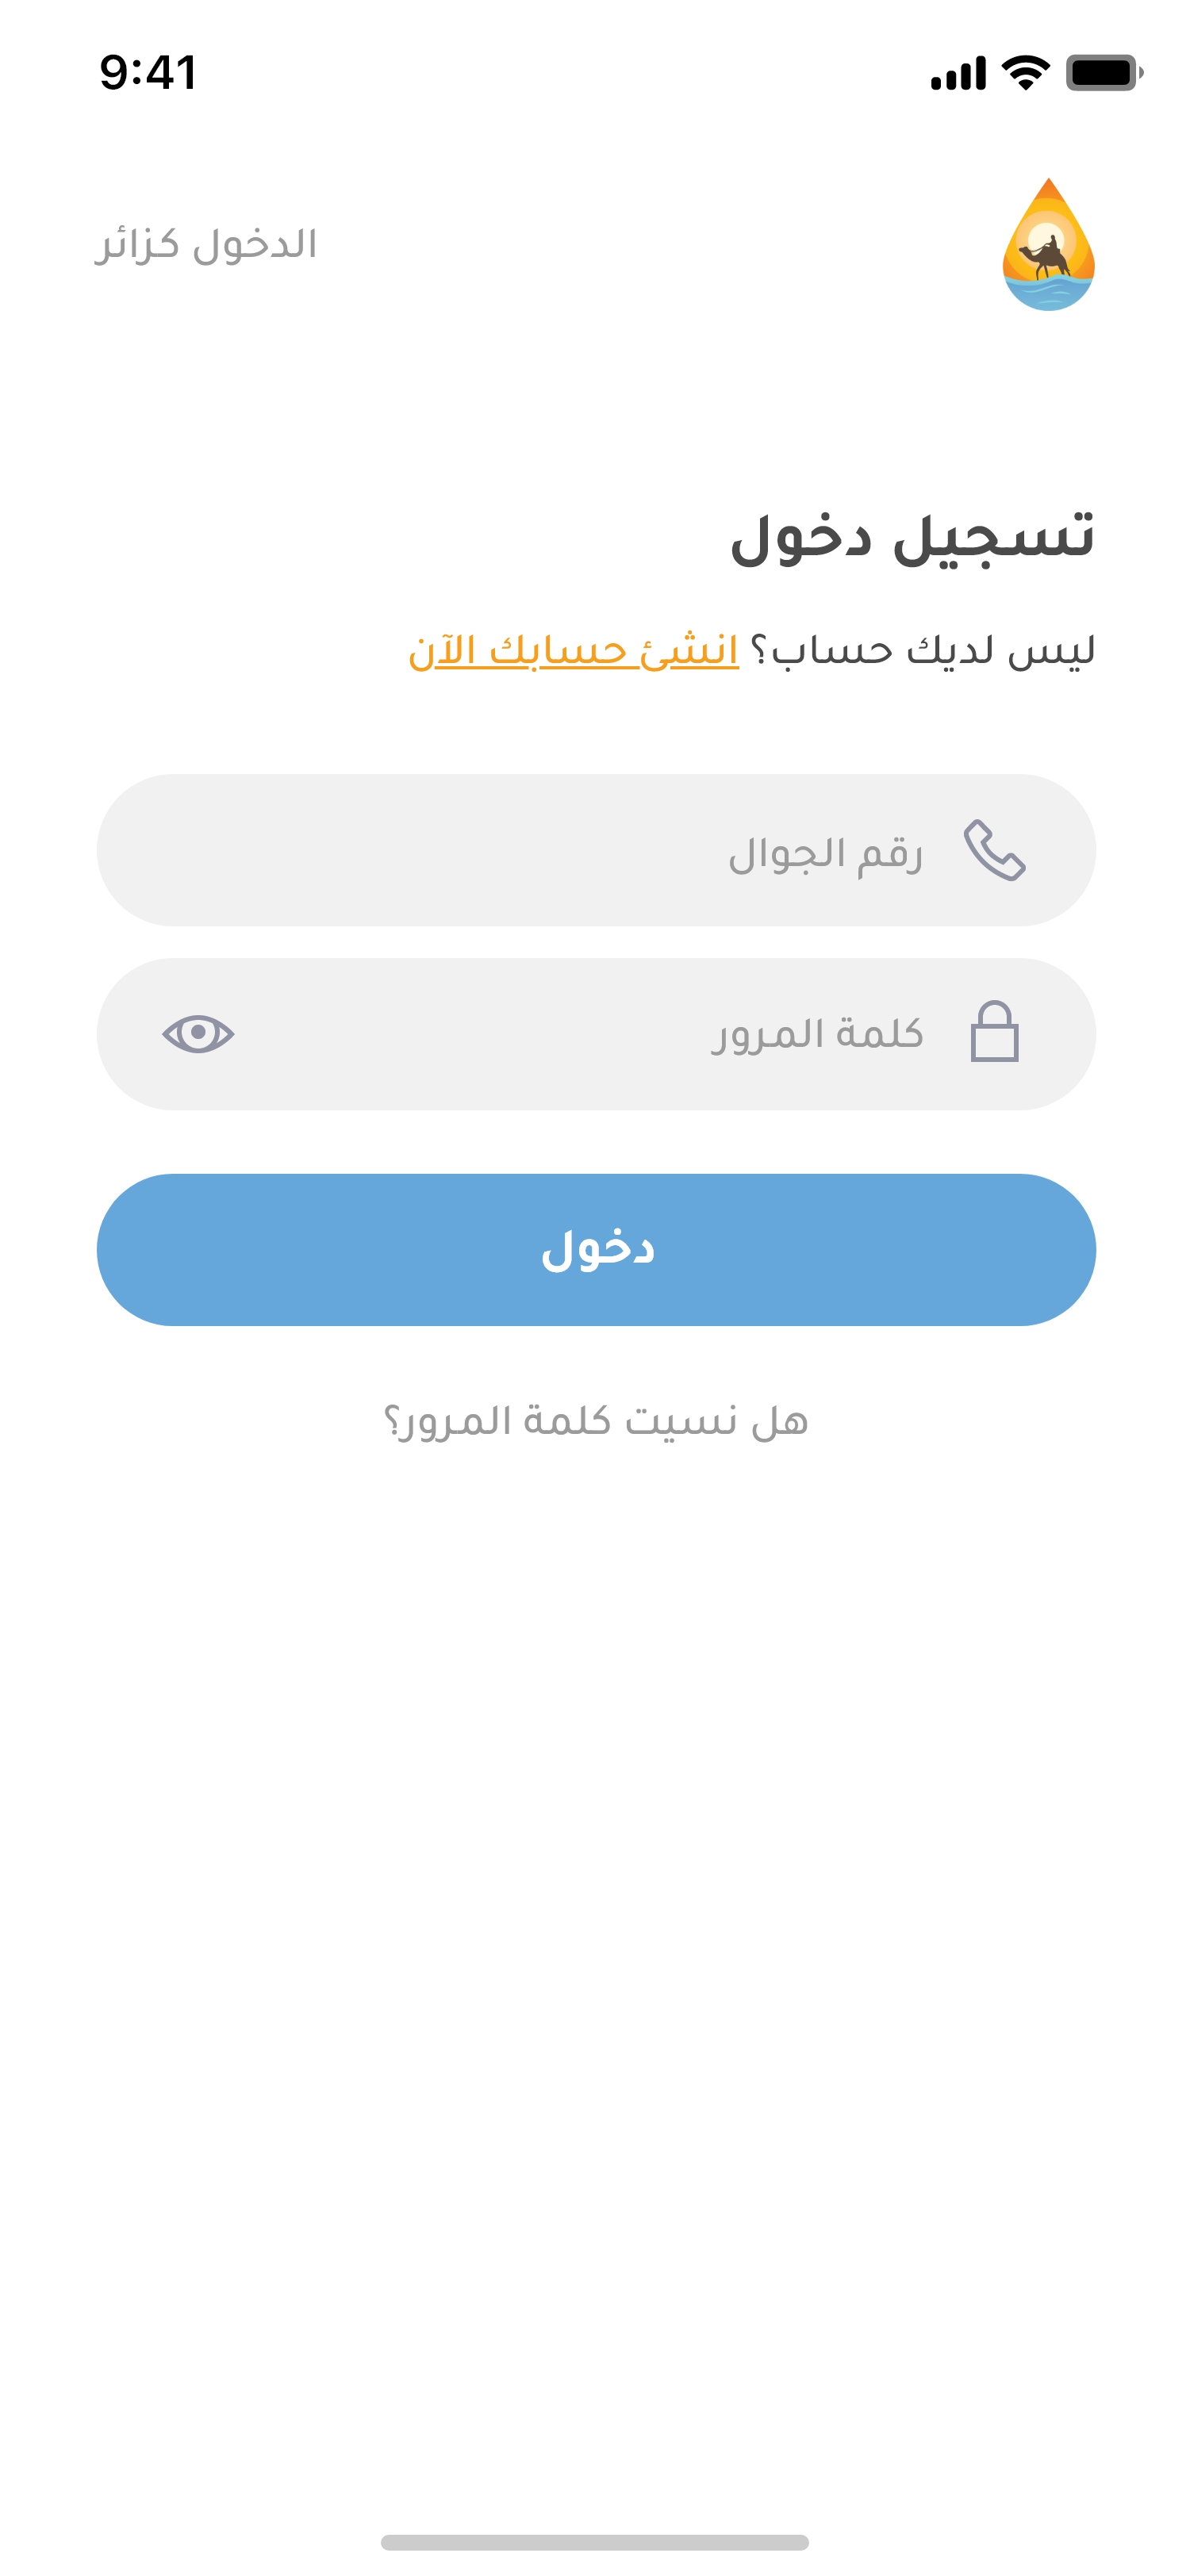 9:41
الدخول كزائر
تسجيل دخول
ليس لديك حساب؟ انشئ حسابك الآن
رقم الجوال
كلمة المرور
دخول
هل نسيت كلمة المرور؟